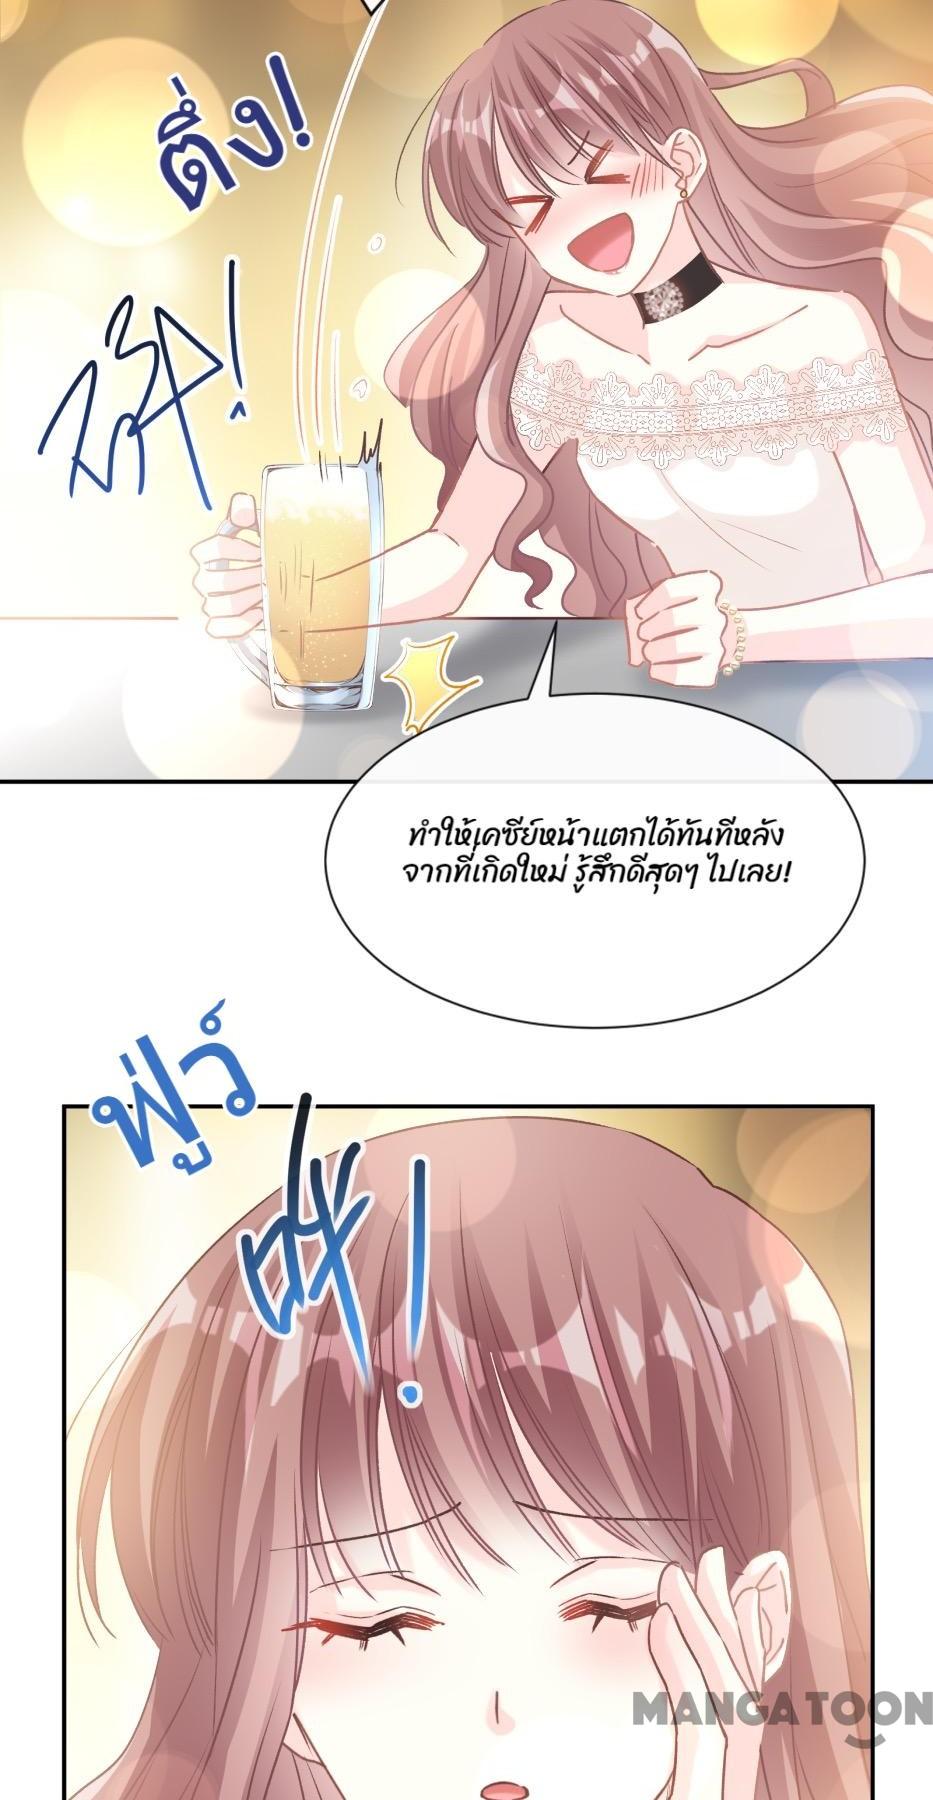 ตึ่ง!
ทำให้เคซีย์หน้าแตกได้ทันทีหลัง
จากที่เกิดใหม่ รู้สึกดีสุดๆ ไปเลย!
ฟู่ว์
呼!
MANGATOON